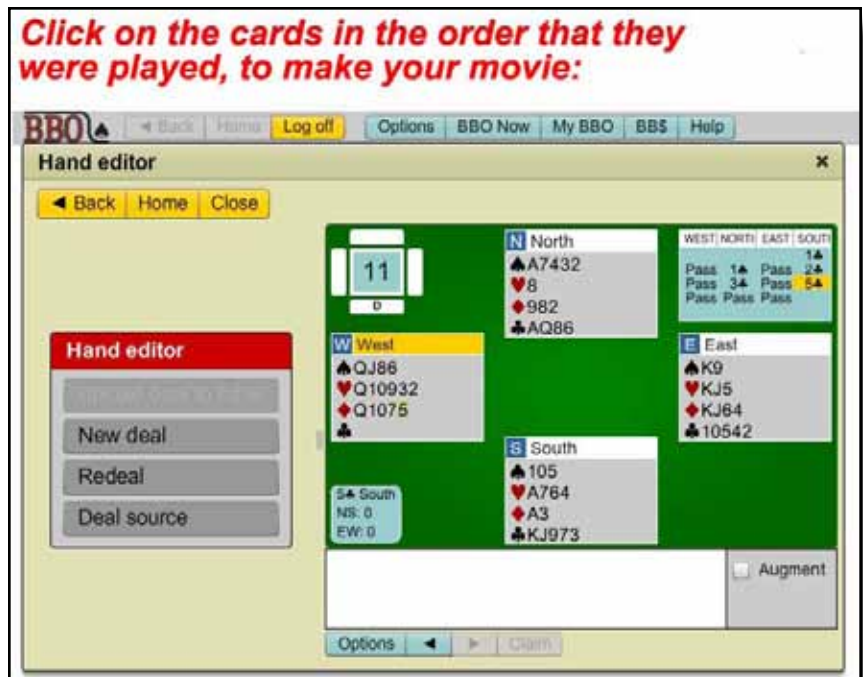 Click on the cards in the order that they
were played, to make your movie:
BBO♠ ◄ Back Home Log off Options BBO Now My BBO BB$ Help
Hand editor ×
◄ Back Home Close
11
D
N North
♠A7432
♥8
♦982
♣AQ86
WEST NORTH EAST SOUTH
1♣
Pass 1♠ Pass 2♣
Pass 3♣ Pass 5♣
Pass Pass Pass
Hand editor
New deal
Redeal
Deal source
W West
♠QJ86
♥Q10932
♦Q1075
♣
E East
♠K9
♥KJ5
♦KJ64
♣10542
S South
♠105
♥A764
♦A3
♣KJ973
5♣ South
NS: 0
EW: 0
Augment
Options ◄ ► Claim